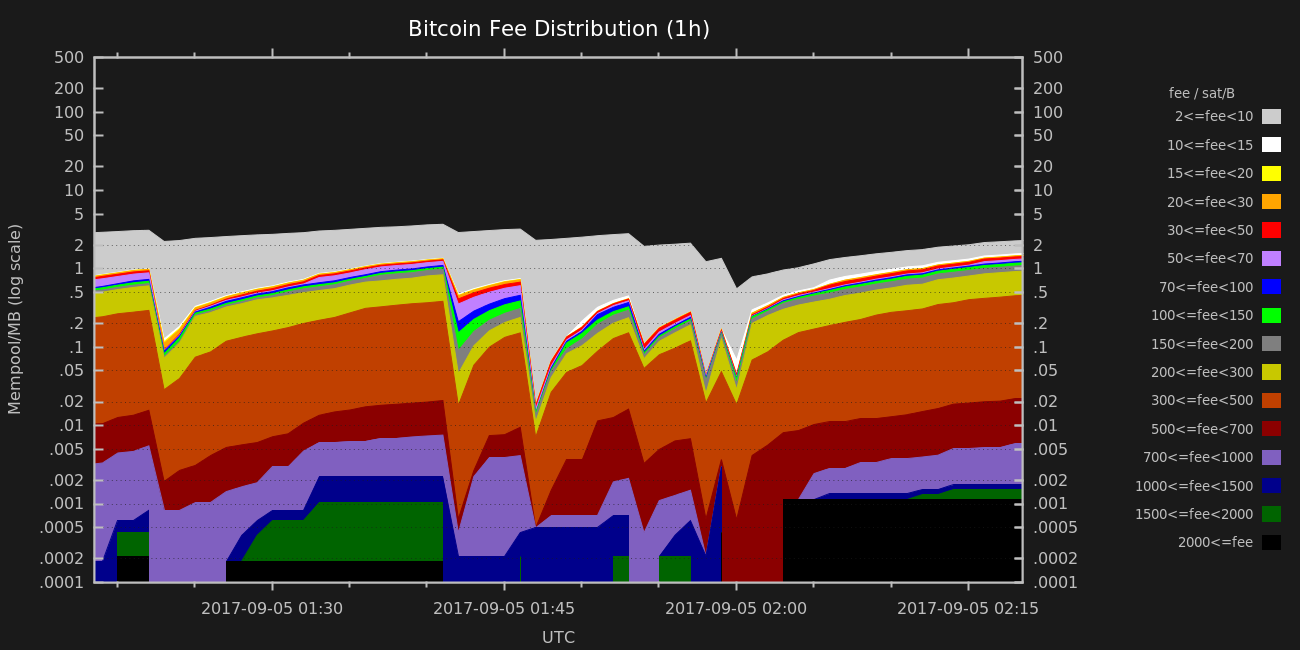 Bitcoin Fee Distribution (1h)
Mempool/MB (log scale)
500
200
100
50
20
10
5
2
1
.5
.2
.1
.05
.02
.01
.005
.002
.001
.0005
.0002
.0001
500
200
100
50
20
10
5
2
1
.5
.2
.1
.05
.02
.01
.005
.002
.001
.0005
.0002
.0001
2017-09-05 01:30
2017-09-05 01:45
2017-09-05 02:00
2017-09-05 02:15
UTC
fee / sat/B
2<=fee<10
10<=fee<15
15<=fee<20
20<=fee<30
30<=fee<50
50<=fee<70
70<=fee<100
100<=fee<150
150<=fee<200
200<=fee<300
300<=fee<500
500<=fee<700
700<=fee<1000
1000<=fee<1500
1500<=fee<2000
2000<=fee